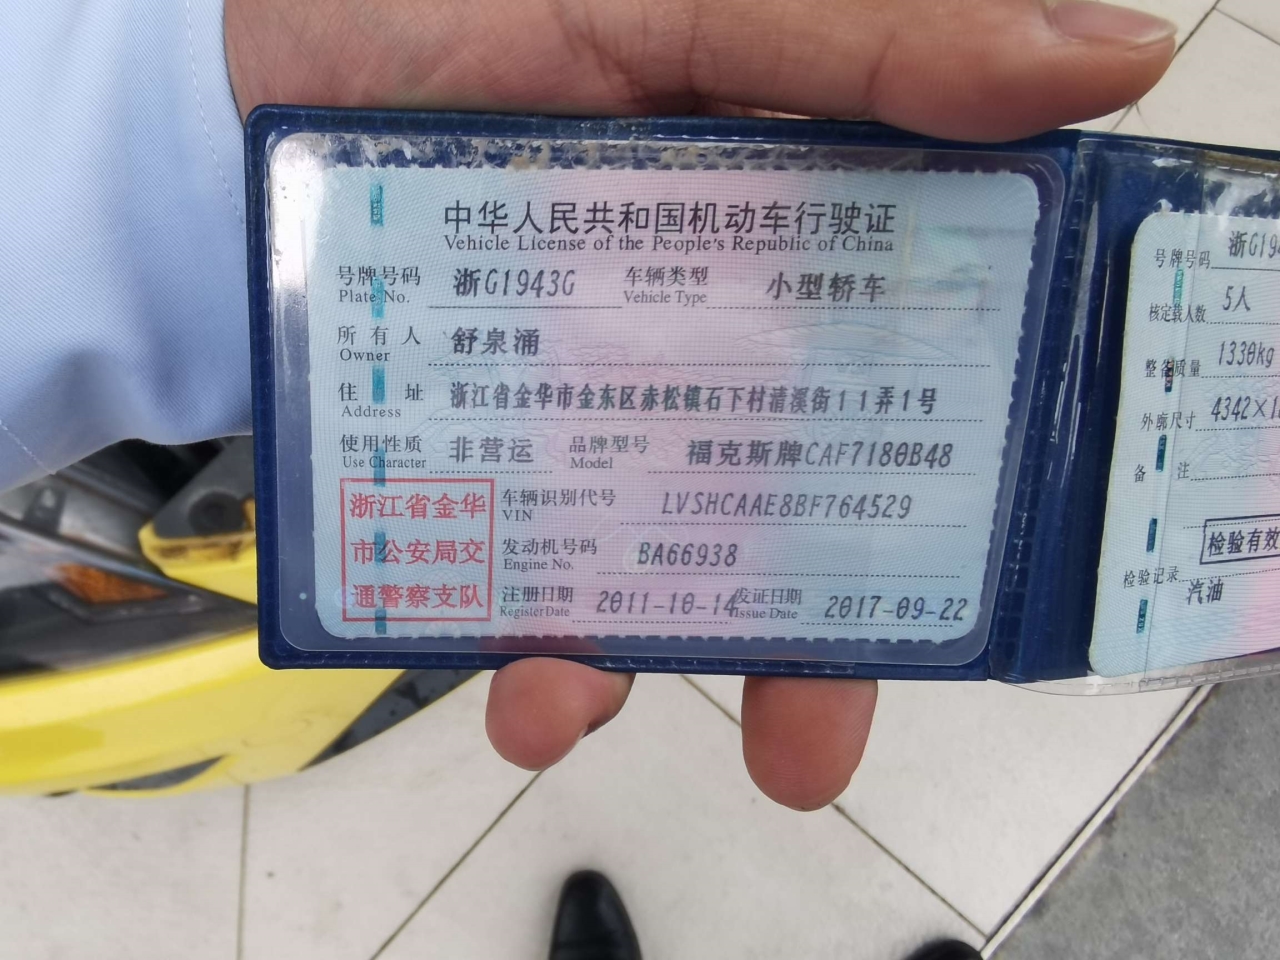 中华人民共和国机动车行驶证
Vehicle License of the People's Republic of China
号牌号码 浙G1943G 车辆类型 小型轿车
Plate No. Vehicle Type
所有人 舒泉涌
Owner
住址 浙江省金华市金东区赤松镇石下村清溪街11弄1号
Address
使用性质 非营运 品牌型号 福克斯牌CAF7180B48
Use Character Model
浙江省金华
市公安局交
通警察支队
车辆识别代号 LVSHCAAE8BF764529
VIN
发动机号码 BA66938
Engine No.
注册日期 2011-10-14 发证日期 2017-09-22
Register Date Issue Date
号牌号码 浙G194
核定载人数 5人
整备质量 1330kg
外廓尺寸 4342×1
备注
检验有效
检验记录
汽油